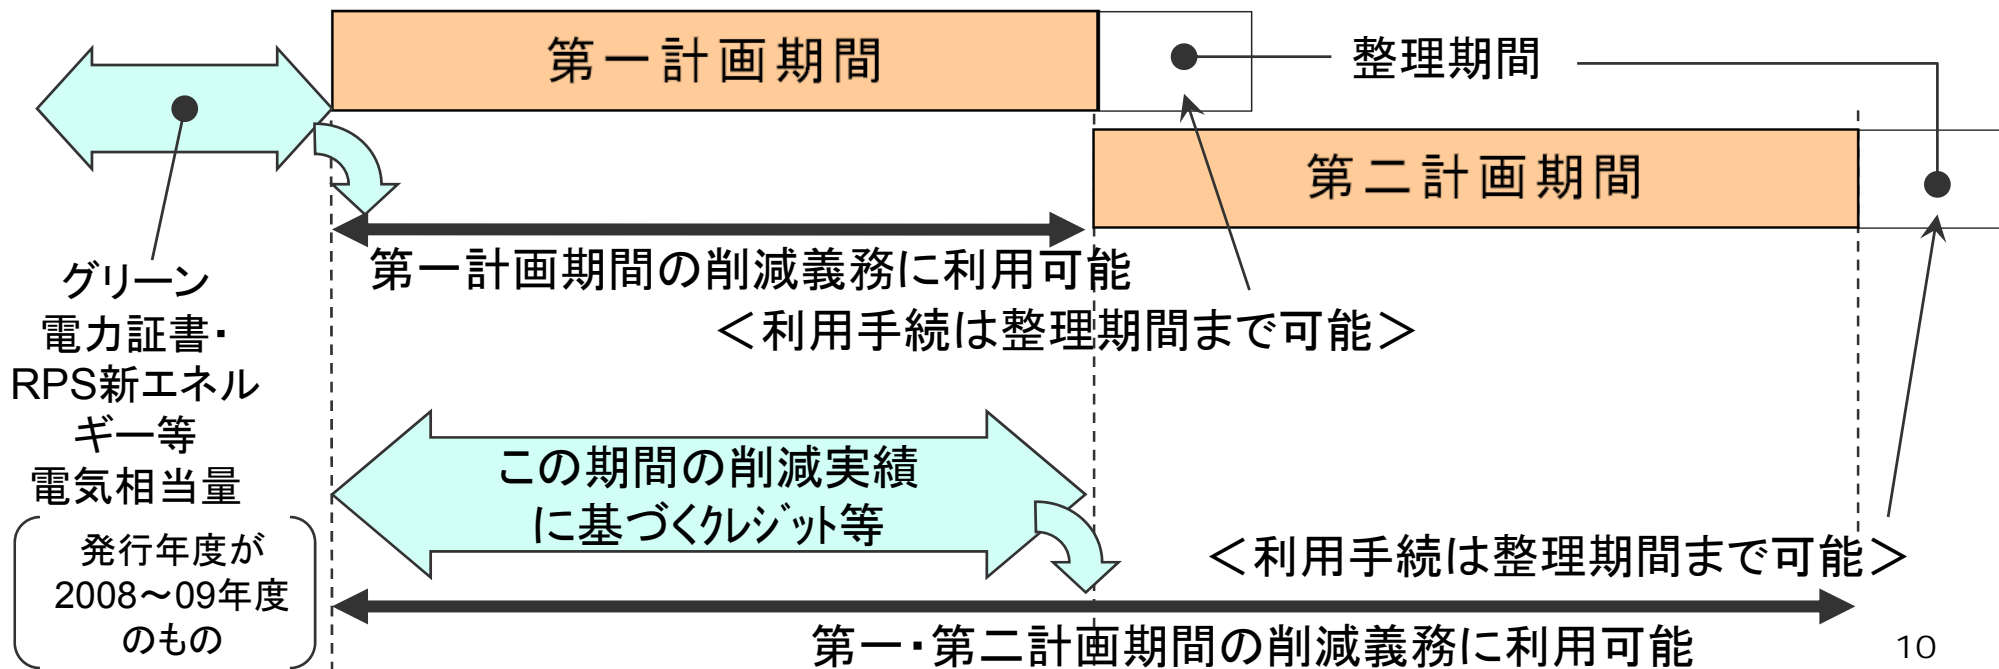 第一計画期間
整理期間
第二計画期間
第一計画期間の削減義務に利用可能
＜利用手続は整理期間まで可能＞
グリーン
電力証書・
RPS新エネル
ギー等
電気相当量
発行年度が
2008～09年度
のもの
この期間の削減実績
に基づくｸﾚｼﾞｯﾄ等
＜利用手続は整理期間まで可能＞
第一・第二計画期間の削減義務に利用可能
10